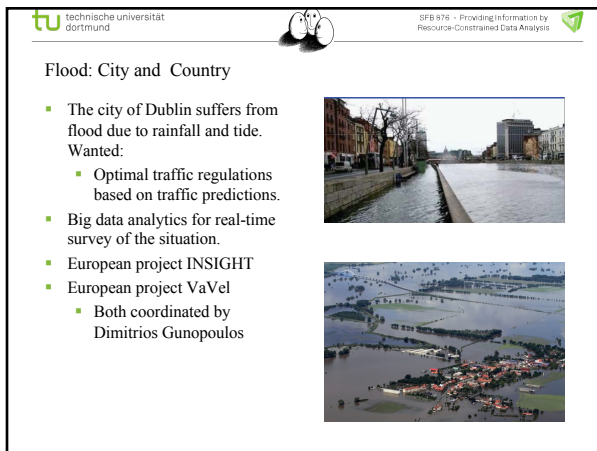 technische universität
dortmund
SFB 876 - Providing Information by
Resource-Constrained Data Analysis
Flood: City and Country
The city of Dublin suffers from
flood due to rainfall and tide.
Wanted:
Optimal traffic regulations
based on traffic predictions.
Big data analytics for real-time
survey of the situation.
European project INSIGHT
European project VaVel
Both coordinated by
Dimitrios Gunopoulos